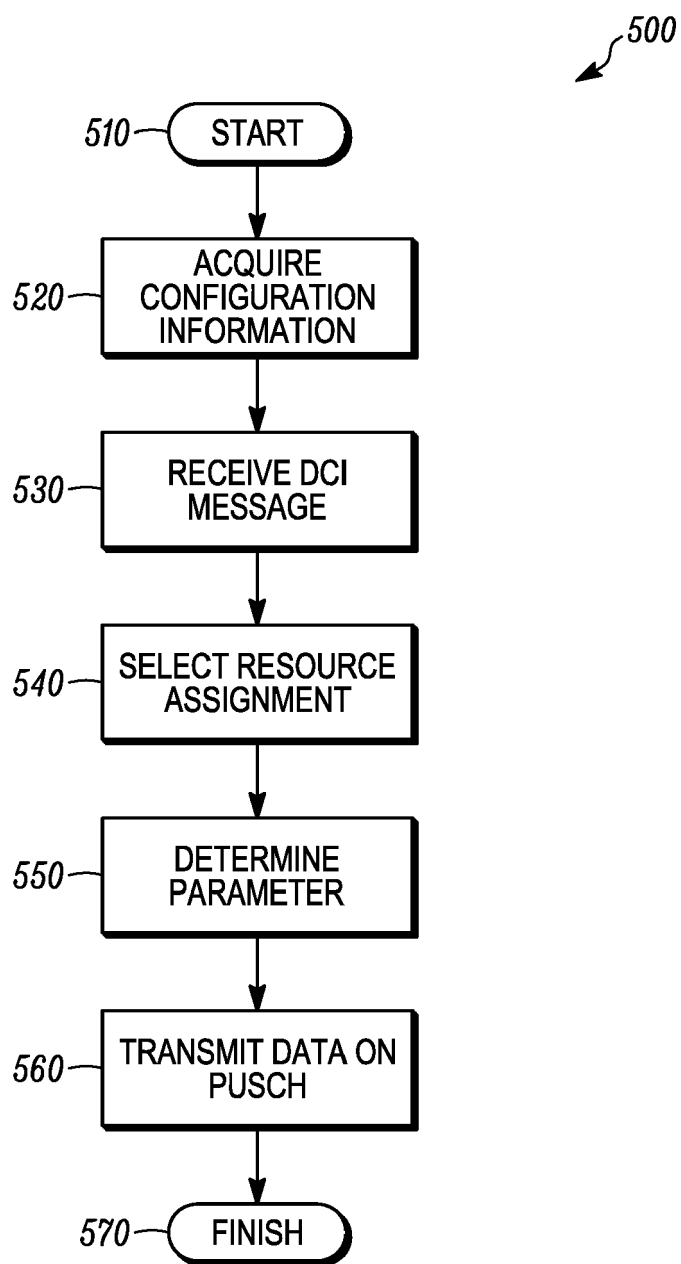 500
510
START
520
ACQUIRE
CONFIGURATION
INFORMATION
530
RECEIVE DCI
MESSAGE
540
SELECT RESOURCE
ASSIGNMENT
550
DETERMINE
PARAMETER
560
TRANSMIT DATA ON
PUSCH
570
FINISH